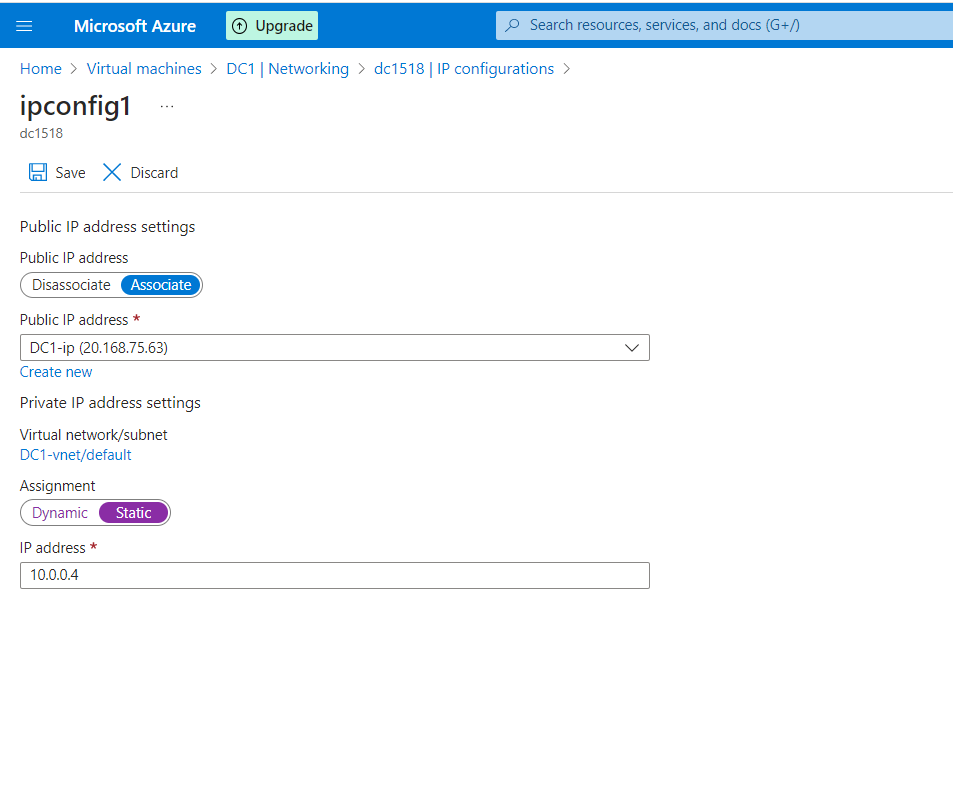 Microsoft Azure Upgrade Search resources, services, and docs (G+/)
Home > Virtual machines > DC1 | Networking > dc1518 | IP configurations >
ipconfig1 ...
dc1518
Save Discard
Public IP address settings
Public IP address
Disassociate Associate
Public IP address *
DC1-ip (20.168.75.63)
Create new
Private IP address settings
Virtual network/subnet
DC1-vnet/default
Assignment
Dynamic Static
IP address *
10.0.0.4